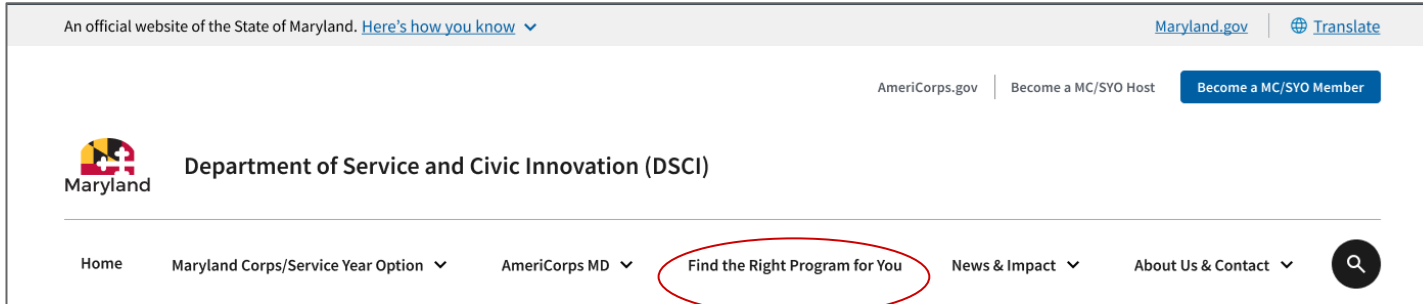 An official website of the State of Maryland. Here's how you know
Maryland.gov
Translate
AmeriCorps.gov
Become a MC/SYO Host
Become a MC/SYO Member
Maryland
Department of Service and Civic Innovation (DSCI)
Home
Maryland Corps/Service Year Option
AmeriCorps MD
Find the Right Program for You
News & Impact
About Us & Contact